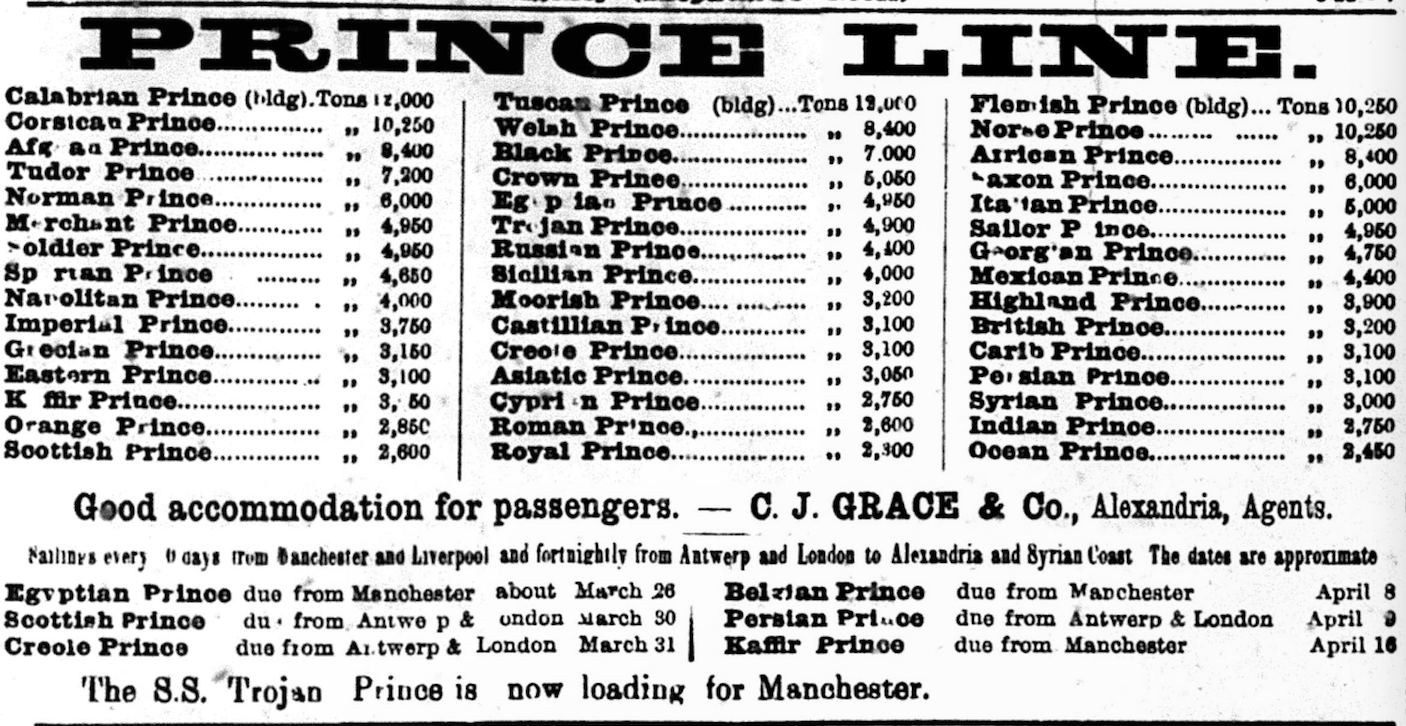 PRINCE LINE.
Calabrian Prince (bldg). Tons 12,000
Corsican Prince............... „ 10,250
Afg an Prince.................. „ 8,400
Tudor Prince .................. „ 7,200
Norman Prince............... „ 6,000
Merchant Prince............... „ 4,950
Soldier Prince.................. „ 4,950
Sp rtan Prince ......... „ 4,650
Napolitan Prince......... . „ 4,000
Imperial Prince............... „ 3,750
Grecian Prince............... „ 3,150
Eastern Prince............... „ 3,100
K ffir Prince.................. „
Orange Prince............... „ 2,850
Scottish Prince............... „ 2,600
Tuscan Prince (bldg)...Tons 12,000
Welsh Prince.................. „ 8,400
Black Prince.................. „ 7.000
Crown Prince.................. „ 5,050
Egyp ian Prince ............ „ 4,950
Trojan Prince.................. „ 4,900
Russian Prince............... „ 4,400
Sicilian Prince............... „ 4,000
Moorish Prince............... „ 3,200
Castillian Prince............ „ 3,100
Creole Prince.................. „ 3,100
Asiatic Prince.................. „ 3,050
Cypri n Prince............... „ 2,750
Roman Prince.,............... „ 2,600
Royal Prince.................. „ 2,300
Flemish Prince (bldg)... Tons 10,250
Norse Prince......... ...... „ 10,250
African Prince............... „ 8,400
Saxon Prince.................. „ 6,000
Italian Prince.................. „ 5,000
Sailor P ince.................. „ 4,950
Georgian Prince............ „ 4,750
Mexican Prince............... „ 4,400
Highland Prince............ „ 3,900
British Prince............... „ 3,200
Carib Prince.................. „ 3,100
Persian Prince............... „ 3,100
Syrian Prince.................. „ 3,000
Indian Prince.................. „ 2,750
Ocean Prince.................. „ 2,450
Good accommodation for passengers. — C. J. GRACE & Co., Alexandria, Agents.
Sailings every days from Manchester and Liverpool and fortnightly from Antwerp and London to Alexandria and Syrian Coast The dates are approximate
Egyptian Prince due from Manchester about March 26
Scottish Prince du from Antwe p & ondon March 30
Creole Prince due from Antwerp & London March 31
Belgian Prince due from Manchester April 8
Persian Prince due from Antwerp & London April 9
Kaffir Prince due from Manchester April 16
The S.S. Trojan Prince is now loading for Manchester.